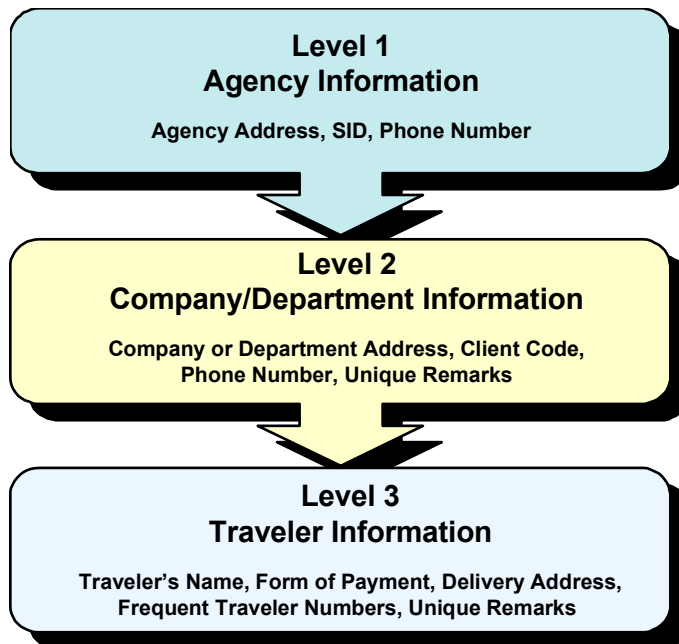 Level 1
Agency Information
Agency Address, SID, Phone Number
Level 2
Company/Department Information
Company or Department Address, Client Code,
Phone Number, Unique Remarks
Level 3
Traveler Information
Traveler’s Name, Form of Payment, Delivery Address,
Frequent Traveler Numbers, Unique Remarks